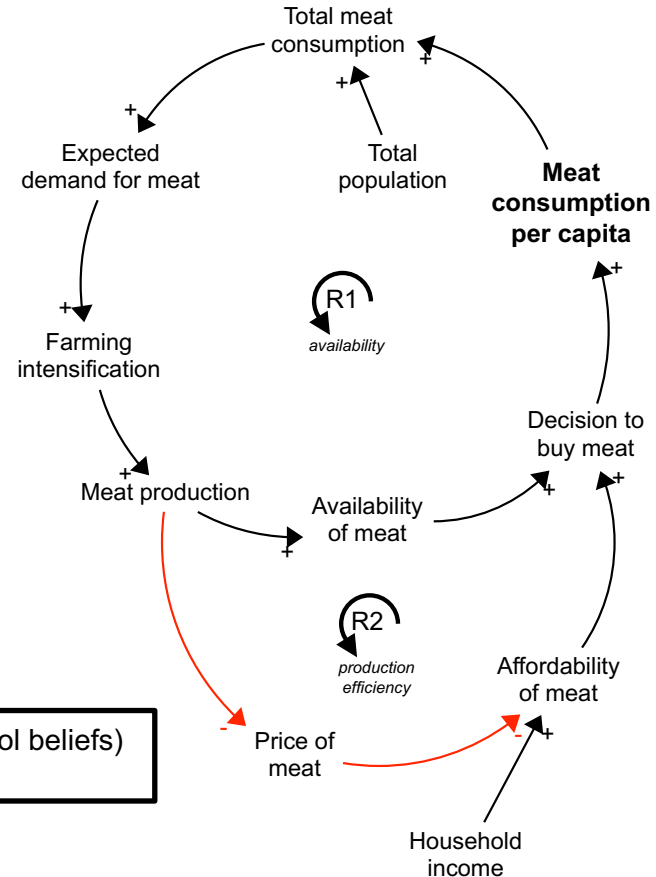 Total meat
consumption
+
+
+
Expected
demand for meat
Total
population
Meat
consumption
per capita
+
+
R1
availability
Farming
intensification
Decision to
buy meat
+
+
+
Meat production
Availability
of meat
+
R2
production
efficiency
Affordability
of meat
ol beliefs)
-
Price of
meat
-
+
Household
income